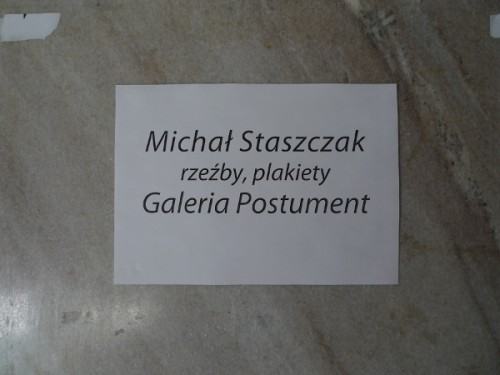 Michał Staszczak
rzeźby, plakiety
Galeria Postument